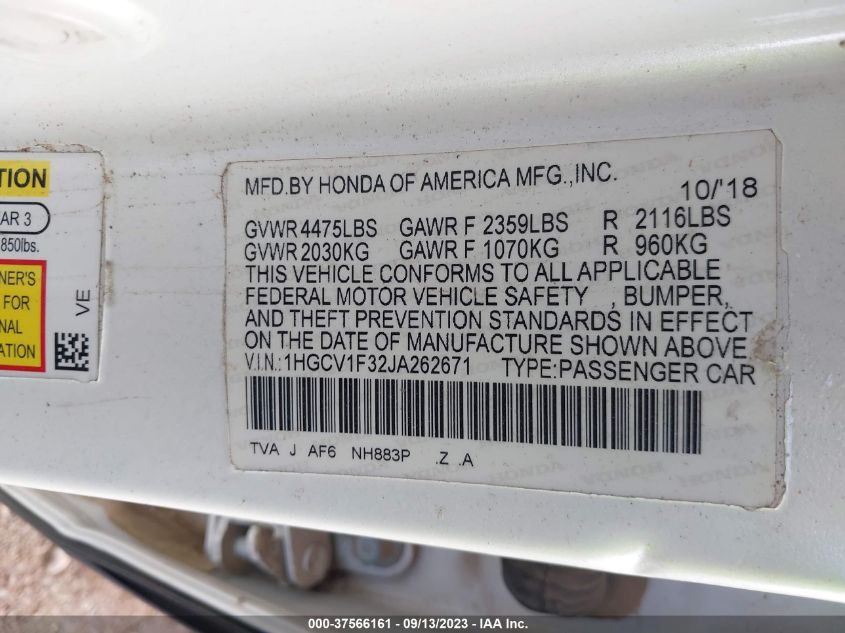 TION
AR 3
850lbs.
NER'S
FOR
NAL
N.
VE
MFD.BY HONDA OF AMERICA MFG.,INC. 10/'18
GVWR 4475LBS GAWR F 2359LBS R 2116LBS
GVWR 2030KG GAWR F 1070KG R 960KG
THIS VEHICLE CONFORMS TO ALL APPLICABLE
FEDERAL MOTOR VEHICLE SAFETY , BUMPER,
AND THEFT PREVENTION STANDARDS IN EFFECT
ON THE DATE OF MANUFACTURE SHOWN ABOVE
V.I.N.:1HGCV1F32JA262671 TYPE:PASSENGER CAR
TVA J AF6 NH883P .Z .A
000-37566161 - 09/13/2023 - IAA Inc.